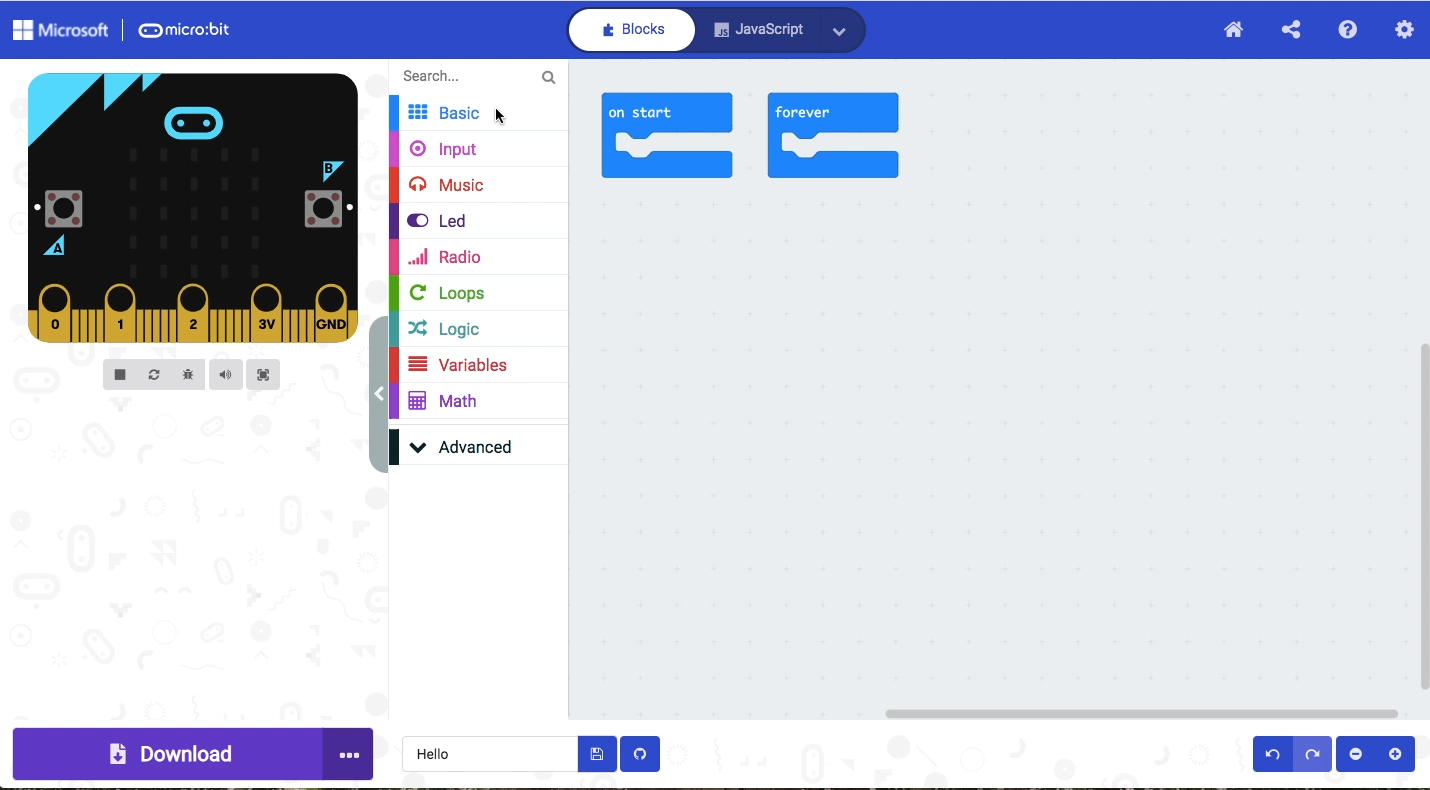 Microsoft micro:bit Blocks JavaScript
Search...
Basic
Input
Music
Led
Radio
Loops
Logic
Variables
Math
Advanced
on start forever
B
A
0 1 2 3V GND
Download ... Hello